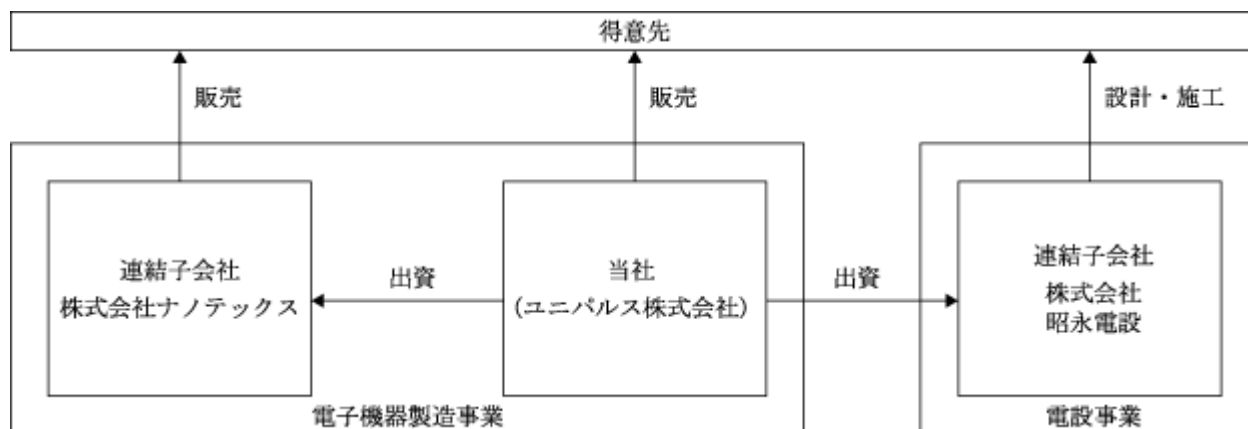 得意先
販売
販売
設計・施工
連結子会社
株式会社ナノテックス
出資
当社
(ユニパルス株式会社)
出資
連結子会社
株式会社
昭永電設
電子機器製造事業
電設事業